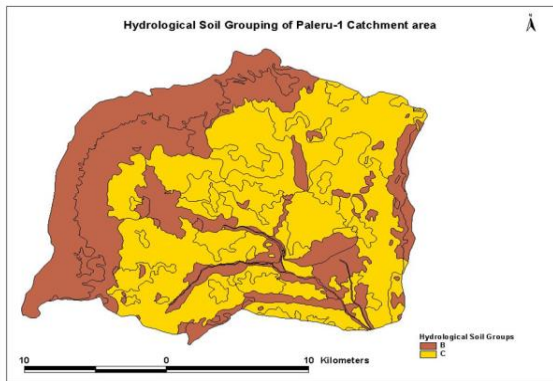 Hydrological Soil Grouping of Paleru-1 Catchment area
N
Hydrological Soil Groups
B
C
10 0 10 Kilometers